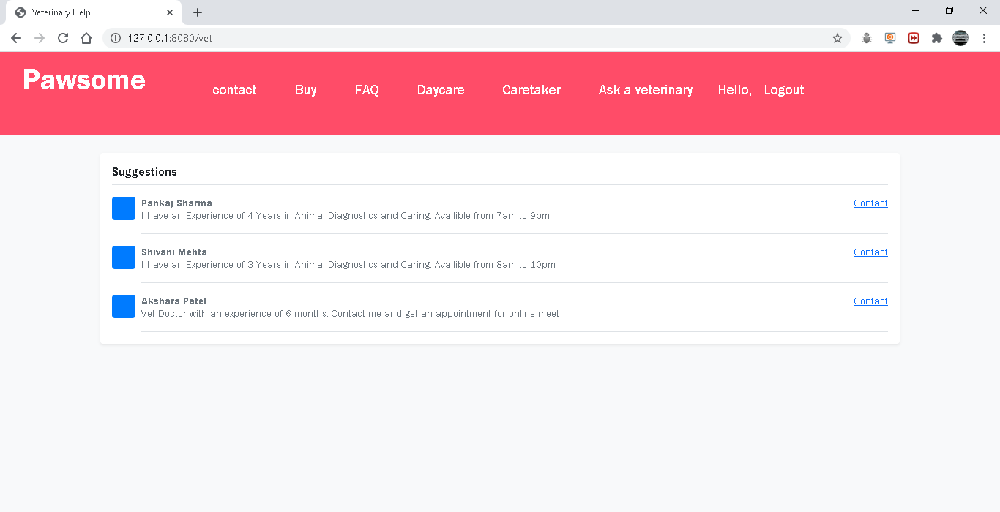 Veterinary Help
127.0.0.1:8080/vet
Pawsome
contact Buy FAQ Daycare Caretaker Ask a veterinary Hello, Logout
Suggestions
Pankaj Sharma Contact
I have an Experience of 4 Years in Animal Diagnostics and Caring. Availible from 7am to 9pm
Shivani Mehta Contact
I have an Experience of 3 Years in Animal Diagnostics and Caring. Availible from 8am to 10pm
Akshara Patel Contact
Vet Doctor with an experience of 6 months. Contact me and get an appointment for online meet